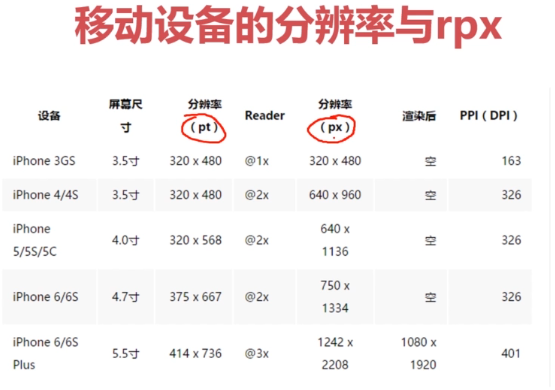 移动设备的分辨率与rpx
设备 屏幕尺寸 分辨率（pt） Reader 分辨率（px） 渲染后 PPI（DPI）
iPhone 3GS 3.5寸 320 x 480 @1x 320 x 480 空 163
iPhone 4/4S 3.5寸 320 x 480 @2x 640 x 960 空 326
iPhone 5/5S/5C 4.0寸 320 x 568 @2x 640 x 1136 空 326
iPhone 6/6S 4.7寸 375 x 667 @2x 750 x 1334 空 326
iPhone 6/6S Plus 5.5寸 414 x 736 @3x 1242 x 2208 1080 x 1920 401